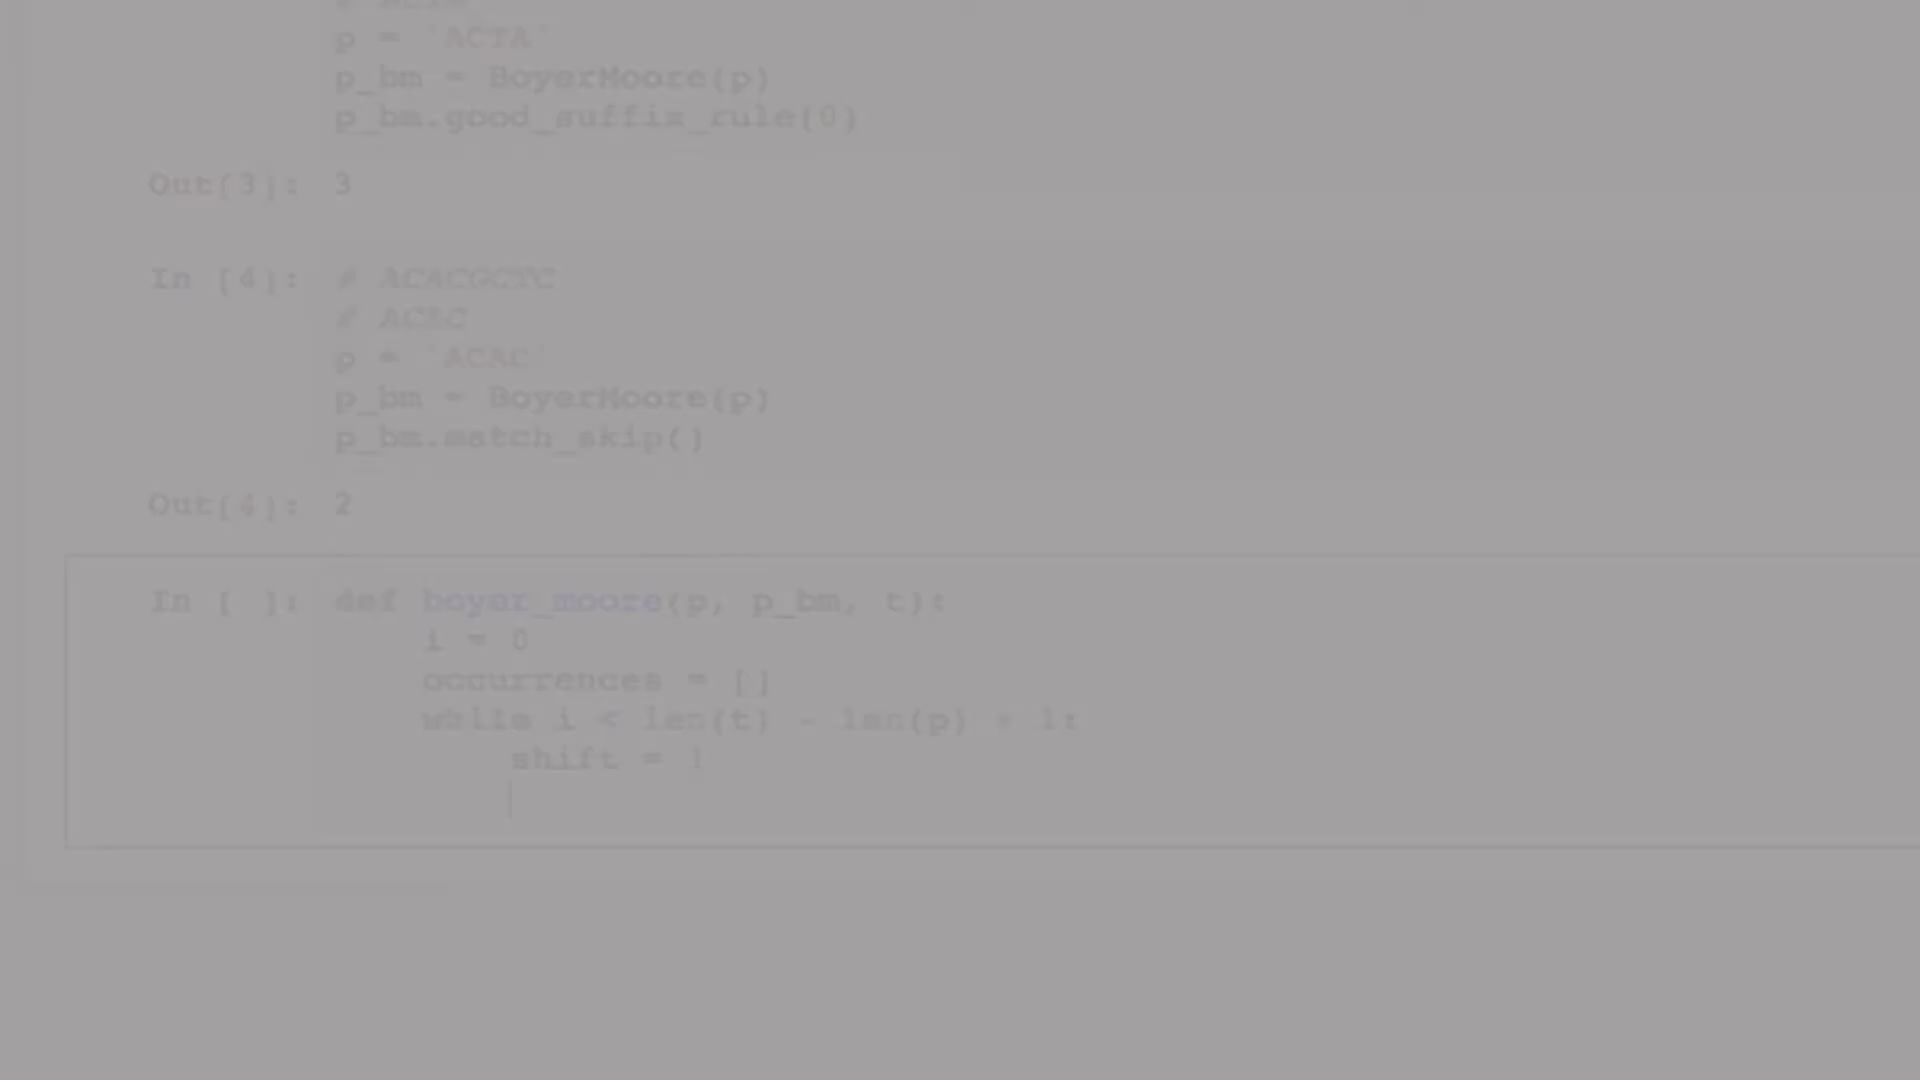 p = 'ACTA'
p_bm = BoyerMoore(p)
p_bm.good_suffix_rule(0)
Out[3]: 3
In [4]: # ACACGCTC
# ACAC
p = 'ACAC'
p_bm = BoyerMoore(p)
p_bm.match_skip()
Out[4]: 2
In [ ]: def boyer_moore(p, p_bm, t):
i = 0
occurrences = []
while i < len(t) - len(p) + 1:
shift = 1